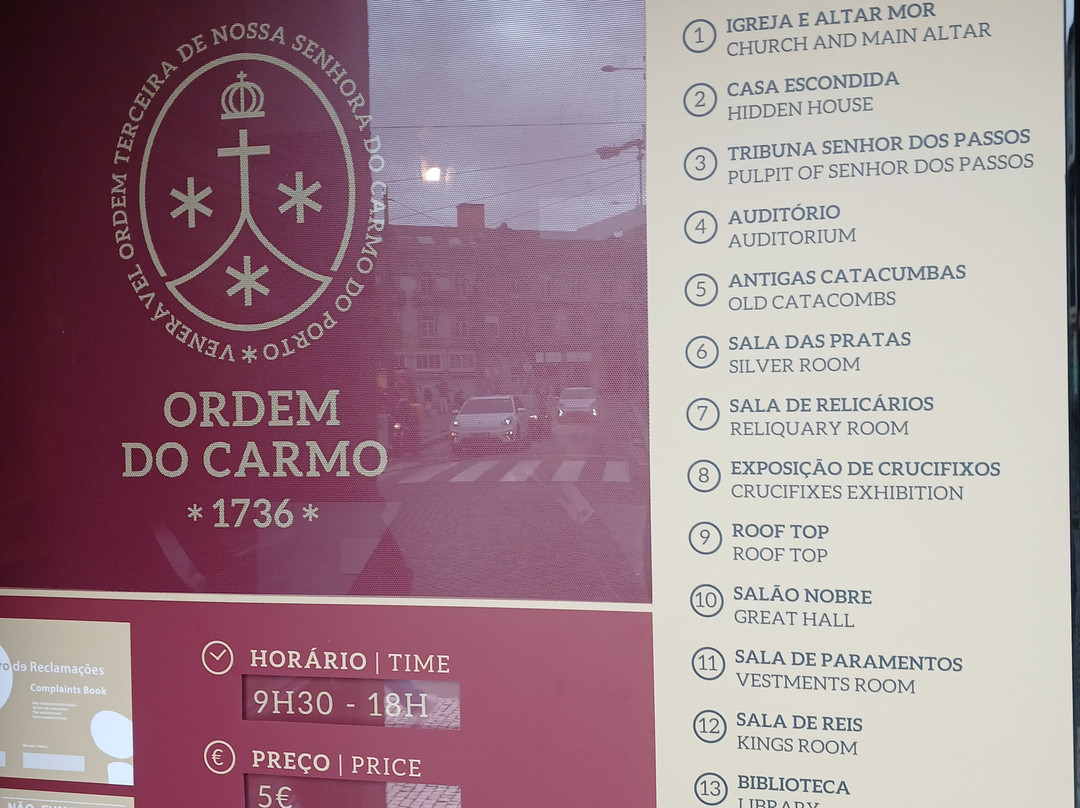 VENERÁVEL ORDEM TERCEIRA DE NOSSA SENHORA DO CARMO DO PORTO *
ORDEM
DO CARMO
* 1736 *
ro de Reclamações
Complaints Book
HORÁRIO | TIME
9H30 - 18H
€
PREÇO | PRICE
5€
1 IGREJA E ALTAR MOR
CHURCH AND MAIN ALTAR
2 CASA ESCONDIDA
HIDDEN HOUSE
3 TRIBUNA SENHOR DOS PASSOS
PULPIT OF SENHOR DOS PASSOS
4 AUDITÓRIO
AUDITORIUM
5 ANTIGAS CATACUMBAS
OLD CATACOMBS
6 SALA DAS PRATAS
SILVER ROOM
7 SALA DE RELICÁRIOS
RELIQUARY ROOM
8 EXPOSIÇÃO DE CRUCIFIXOS
CRUCIFIXES EXHIBITION
9 ROOF TOP
ROOF TOP
10 SALÃO NOBRE
GREAT HALL
11 SALA DE PARAMENTOS
VESTMENTS ROOM
12 SALA DE REIS
KINGS ROOM
13 BIBLIOTECA
LIBRARY